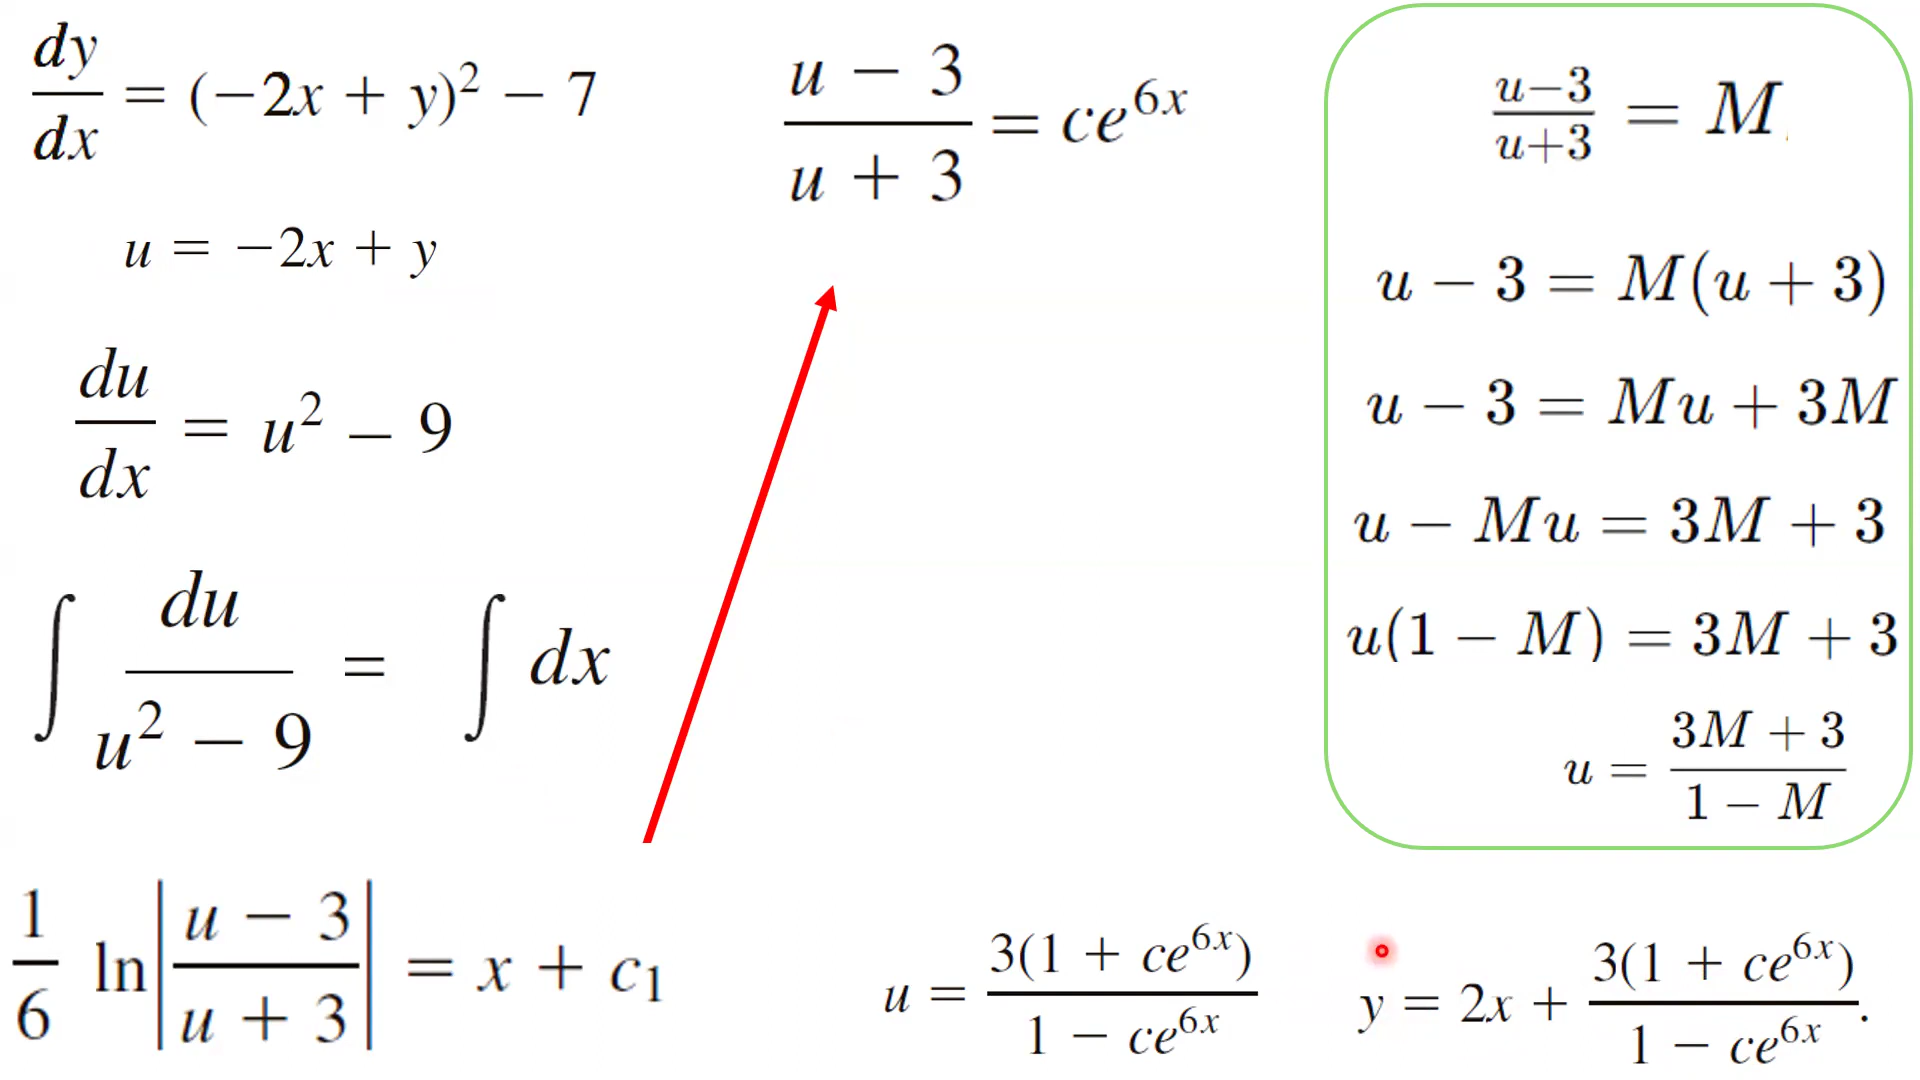 dy/dx = (−2x + y)² − 7
u = −2x + y
du/dx = u² − 9
∫ du/(u² − 9) = ∫ dx
1/6 ln|(u − 3)/(u + 3)| = x + c₁
(u − 3)/(u + 3) = ce^{6x}
(u−3)/(u+3) = M
u − 3 = M(u + 3)
u − 3 = Mu + 3M
u − Mu = 3M + 3
u(1 − M) = 3M + 3
u = (3M + 3)/(1 − M)
u = 3(1 + ce^{6x})/(1 − ce^{6x})
y = 2x + 3(1 + ce^{6x})/(1 − ce^{6x}).